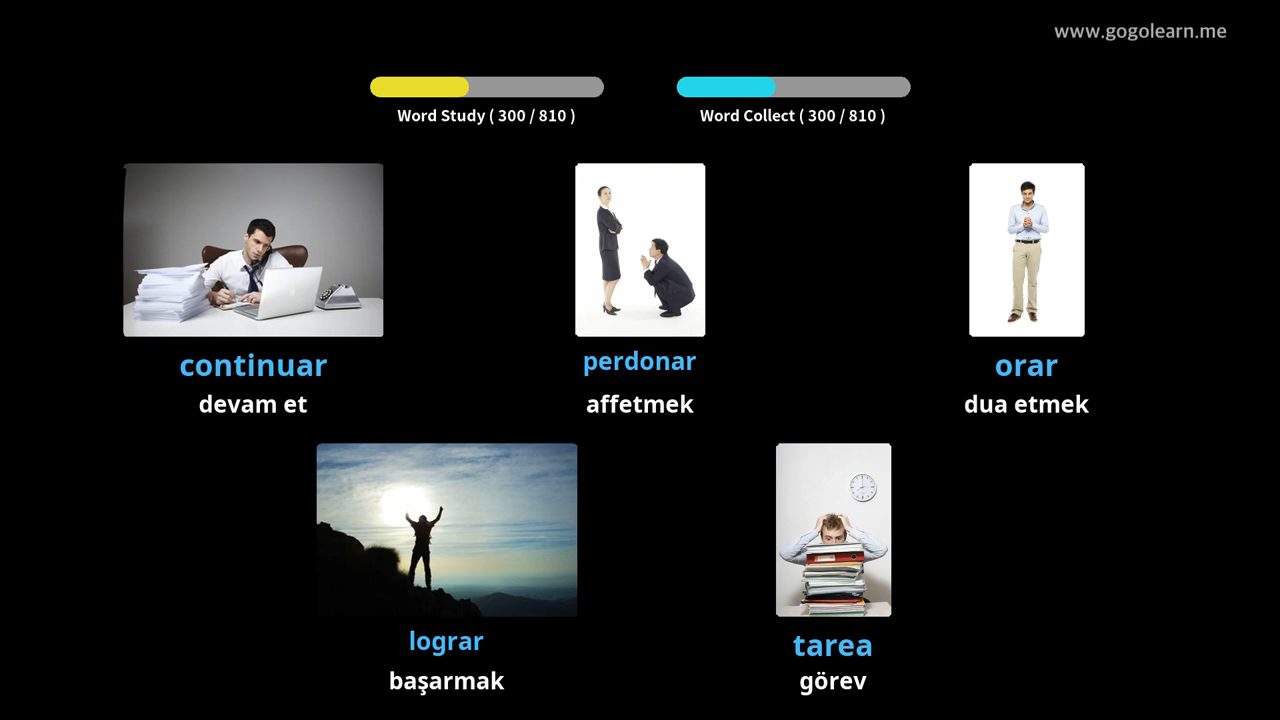 www.gogolearn.me
Word Study ( 300 / 810 )
Word Collect ( 300 / 810 )
continuar
devam et
perdonar
affetmek
orar
dua etmek
lograr
başarmak
tarea
görev